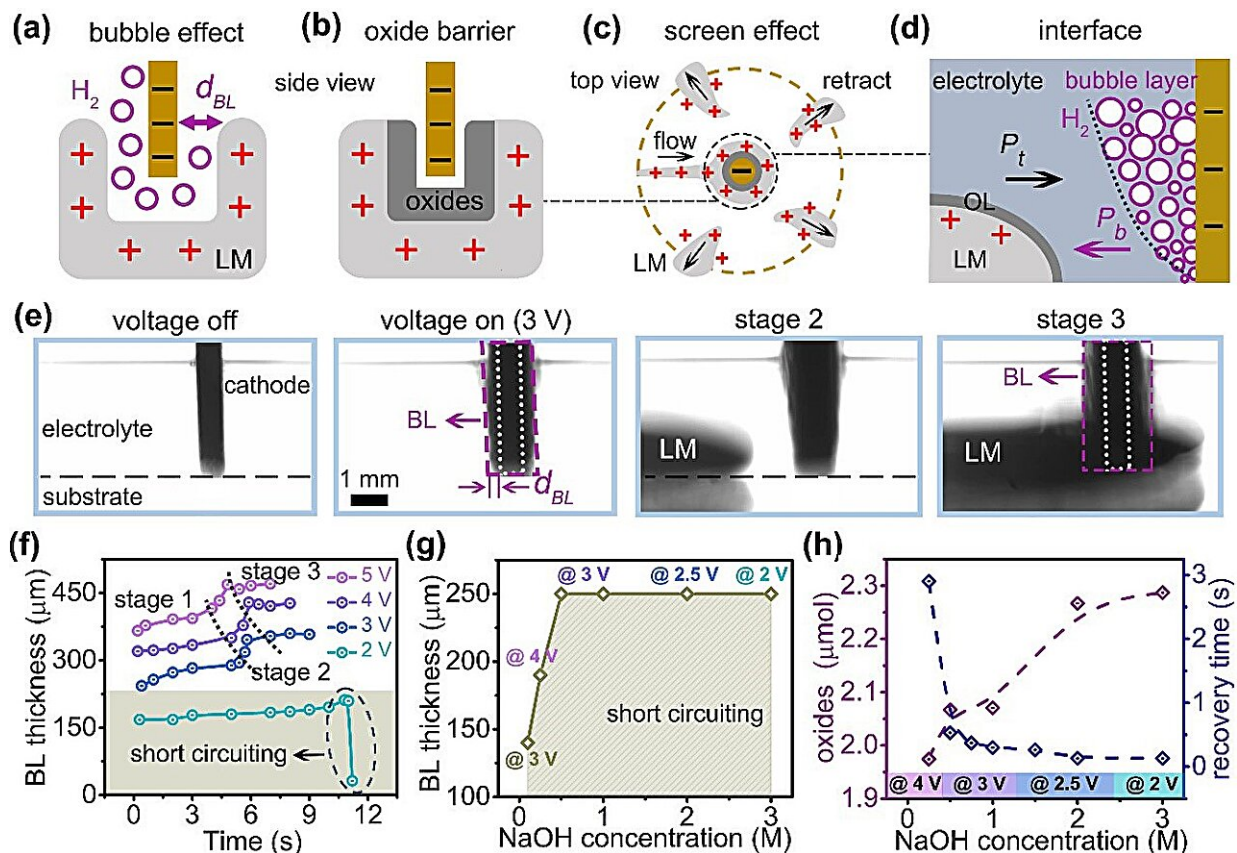 (a) bubble effect
H2
dBL
LM
(b) oxide barrier
side view
oxides
(c) screen effect
top view
retract
flow
LM
(d) interface
electrolyte
bubble layer
H2
Pt
OL
Pb
LM
(e)
voltage off
cathode
electrolyte
substrate
voltage on (3 V)
BL
1 mm
dBL
stage 2
LM
stage 3
BL
LM
(f)
BL thickness (μm)
450
300
150
0
stage 1
stage 3
stage 2
5 V
4 V
3 V
2 V
short circuiting
0 3 6 9 12
Time (s)
(g)
BL thickness (μm)
300
250
200
150
100
@ 3 V
@ 2.5 V
@ 2 V
@ 4 V
@ 3 V
short circuiting
0 1 2 3
NaOH concentration (M)
(h)
oxides (μmol)
2.3
2.2
2.1
2.0
1.9
3
2
1
0
recovery time (s)
@ 4 V
@ 3 V
@ 2.5 V
@ 2 V
0 1 2 3
NaOH concentration (M)